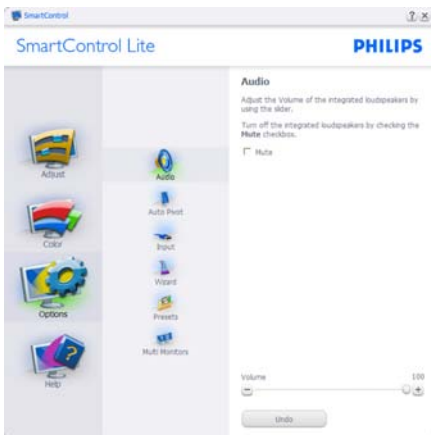 SmartControl
SmartControl Lite
PHILIPS
Adjust
Color
Options
Help
Audio
Auto Pivot
Input
Wizard
Presets
Multi Monitors
Audio
Adjust the Volume of the integrated loudspeakers by
using the slider.
Turn off the integrated loudspeakers by checking the
Mute checkbox.
Mute
Volume 100
Undo